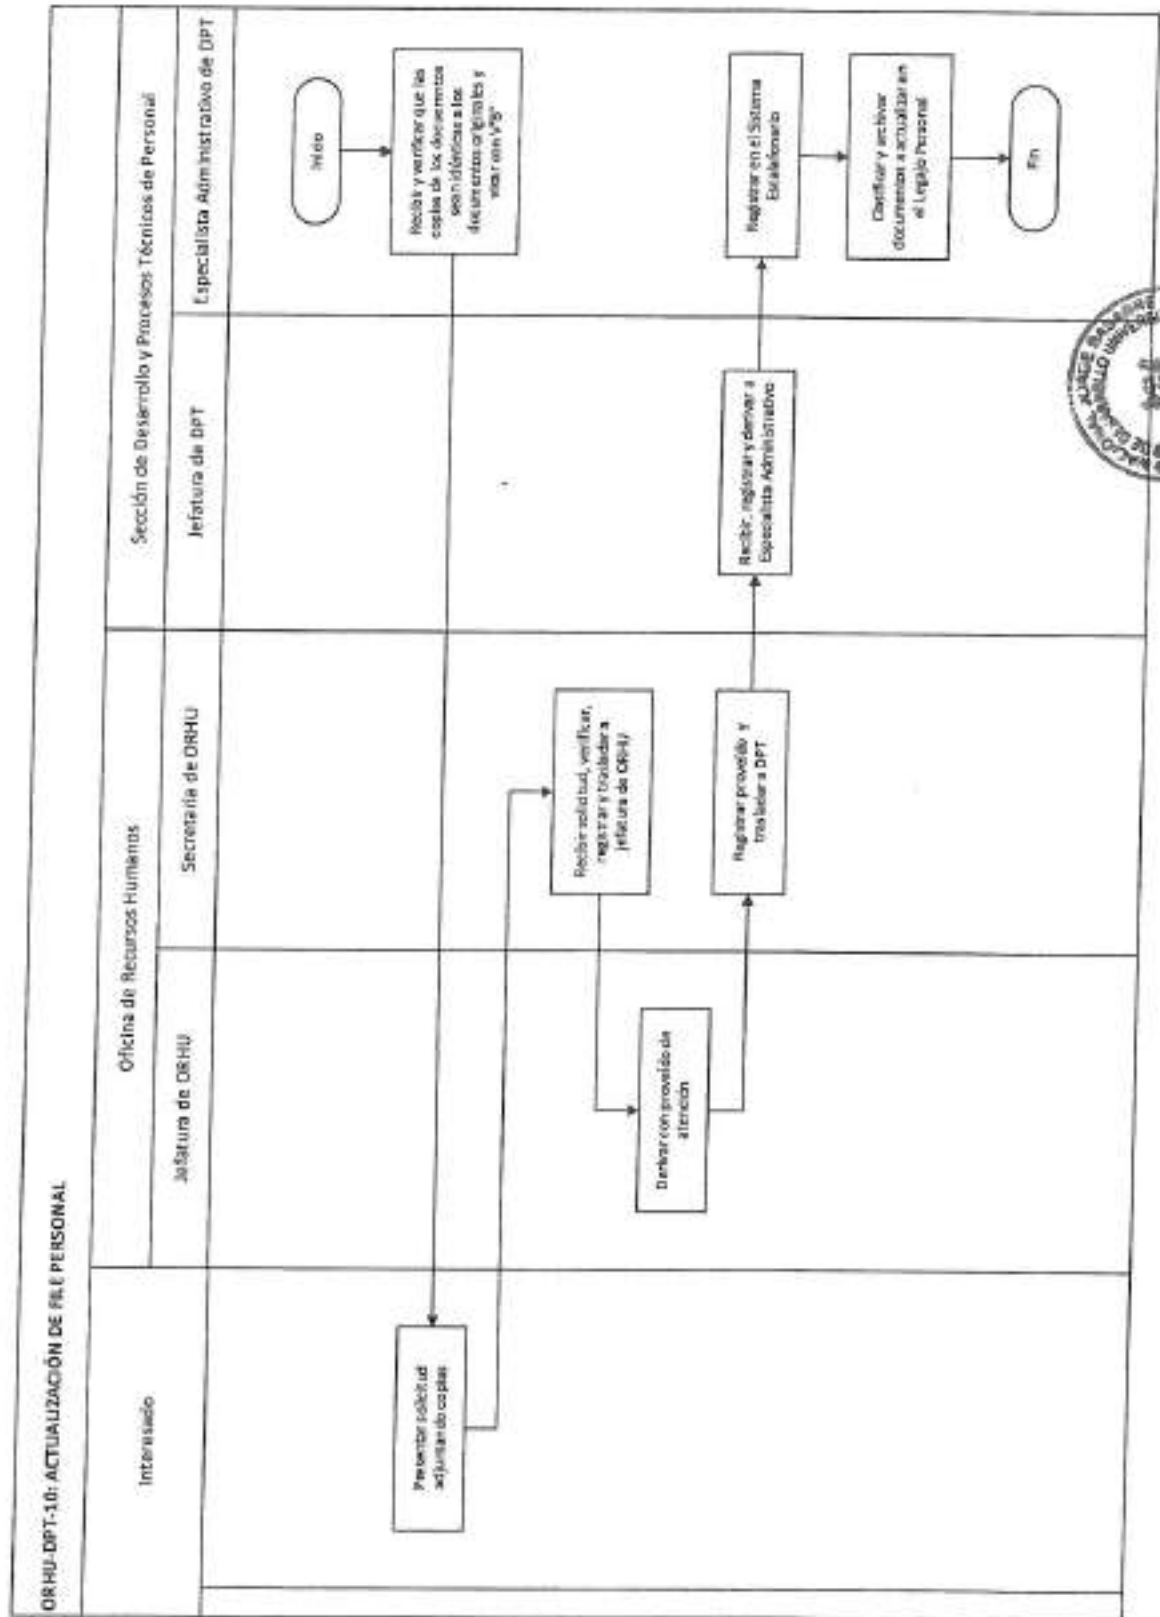 ORHU-DPT-10: ACTUALIZACIÓN DE FILE PERSONAL
Interesado
Oficina de Recursos Humanos
Sección de Desarrollo y Procesos Técnicos de Personal
Jefatura de ORHU
Secretaria de ORHU
Jefatura de DPT
Especialista Administrativo de DPT
Inicio
Recibir y verificar que las
copias de los documentos
sean idénticas a los
documentos originales y
visar con V°B°
Presentar solicitud
adjuntando copias
Recibir solicitud, verificar,
registrar y trasladar a
jefatura de ORHU
Derivar con proveído de
atención
Registrar proveído y
trasladar a DPT
Recibir, registrar y derivar a
Especialista Administrativo
Registrar en el Sistema
Escalafonario
Clasificar y archivar
documentos a actualizar en
el Legajo Personal
Fin
JORGE